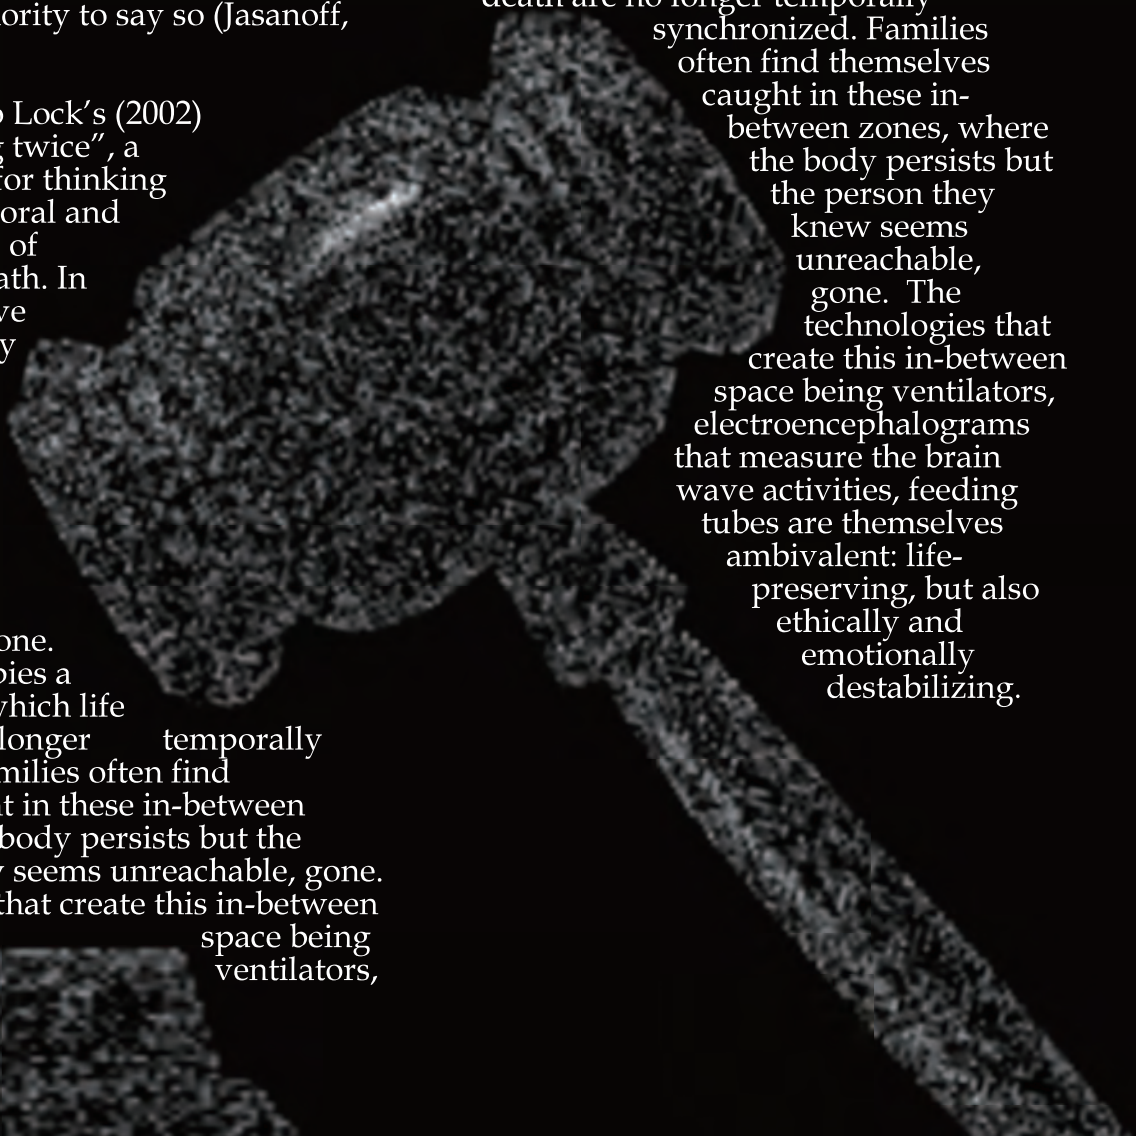 ority to say so (Jasanoff,
Lock’s (2002)
twice”, a
for thinking
oral and
of
ath. In
ve
y
one.
pies a
which life
longer temporally
milies often find
t in these in-between
body persists but the
y seems unreachable, gone.
that create this in-between
space being
ventilators,
death are no longer temporally
synchronized. Families
often find themselves
caught in these in-
between zones, where
the body persists but
the person they
knew seems
unreachable,
gone. The
technologies that
create this in-between
space being ventilators,
electroencephalograms
that measure the brain
wave activities, feeding
tubes are themselves
ambivalent: life-
preserving, but also
ethically and
emotionally
destabilizing.